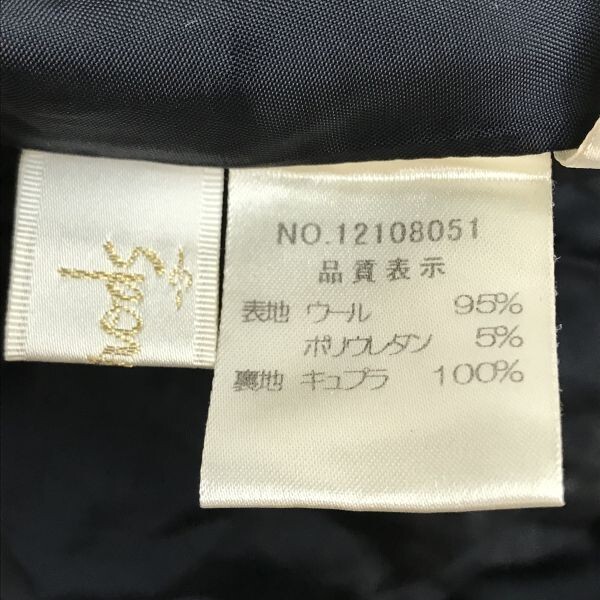 NO.12108051
品質表示
表地 ウール 95%
ポリウレタン 5%
裏地 キュプラ 100%